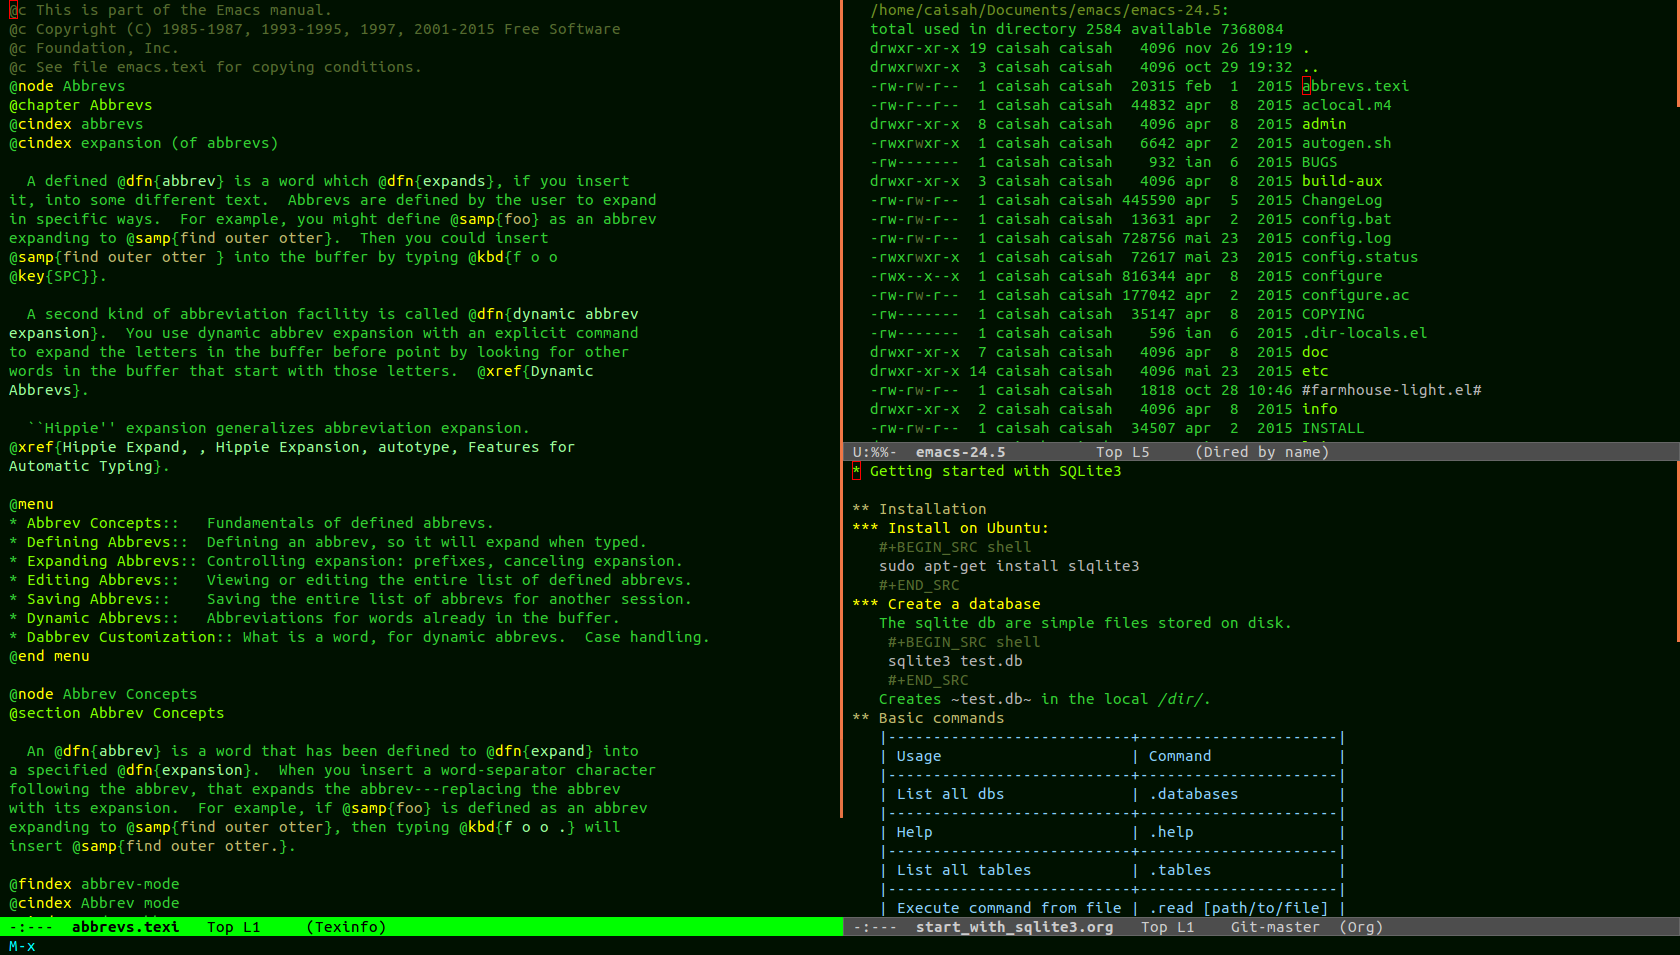 @c This is part of the Emacs manual.
@c Copyright (C) 1985-1987, 1993-1995, 1997, 2001-2015 Free Software
@c Foundation, Inc.
@c See file emacs.texi for copying conditions.
@node Abbrevs
@chapter Abbrevs
@cindex abbrevs
@cindex expansion (of abbrevs)

  A defined @dfn{abbrev} is a word which @dfn{expands}, if you insert
it, into some different text.  Abbrevs are defined by the user to expand
in specific ways.  For example, you might define @samp{foo} as an abbrev
expanding to @samp{find outer otter}.  Then you could insert
@samp{find outer otter } into the buffer by typing @kbd{f o o
@key{SPC}}.

  A second kind of abbreviation facility is called @dfn{dynamic abbrev
expansion}.  You use dynamic abbrev expansion with an explicit command
to expand the letters in the buffer before point by looking for other
words in the buffer that start with those letters.  @xref{Dynamic
Abbrevs}.

  ``Hippie'' expansion generalizes abbreviation expansion.
@xref{Hippie Expand, , Hippie Expansion, autotype, Features for
Automatic Typing}.

@menu
* Abbrev Concepts::   Fundamentals of defined abbrevs.
* Defining Abbrevs::  Defining an abbrev, so it will expand when typed.
* Expanding Abbrevs:: Controlling expansion: prefixes, canceling expansion.
* Editing Abbrevs::   Viewing or editing the entire list of defined abbrevs.
* Saving Abbrevs::    Saving the entire list of abbrevs for another session.
* Dynamic Abbrevs::   Abbreviations for words already in the buffer.
* Dabbrev Customization:: What is a word, for dynamic abbrevs.  Case handling.
@end menu

@node Abbrev Concepts
@section Abbrev Concepts

  An @dfn{abbrev} is a word that has been defined to @dfn{expand} into
a specified @dfn{expansion}.  When you insert a word-separator character
following the abbrev, that expands the abbrev---replacing the abbrev
with its expansion.  For example, if @samp{foo} is defined as an abbrev
expanding to @samp{find outer otter}, then typing @kbd{f o o .} will
insert @samp{find outer otter.}.

@findex abbrev-mode
@cindex Abbrev mode
-:---  abbrevs.texi   Top L1     (Texinfo)
M-x
/home/caisah/Documents/emacs/emacs-24.5:
total used in directory 2584 available 7368084
drwxr-xr-x 19 caisah caisah   4096 nov 26 19:19 .
drwxrwxr-x  3 caisah caisah   4096 oct 29 19:32 ..
-rw-rw-r--  1 caisah caisah  20315 feb  1  2015 abbrevs.texi
-rw-r--r--  1 caisah caisah  44832 apr  8  2015 aclocal.m4
drwxr-xr-x  8 caisah caisah   4096 apr  8  2015 admin
-rwxrwxr-x  1 caisah caisah   6642 apr  2  2015 autogen.sh
-rw-------  1 caisah caisah    932 ian  6  2015 BUGS
drwxr-xr-x  3 caisah caisah   4096 apr  8  2015 build-aux
-rw-rw-r--  1 caisah caisah 445590 apr  5  2015 ChangeLog
-rw-rw-r--  1 caisah caisah  13631 apr  2  2015 config.bat
-rw-rw-r--  1 caisah caisah 728756 mai 23  2015 config.log
-rwxrwxr-x  1 caisah caisah  72617 mai 23  2015 config.status
-rwx--x--x  1 caisah caisah 816344 apr  8  2015 configure
-rw-rw-r--  1 caisah caisah 177042 apr  2  2015 configure.ac
-rw-------  1 caisah caisah  35147 apr  8  2015 COPYING
-rw-------  1 caisah caisah    596 ian  6  2015 .dir-locals.el
drwxr-xr-x  7 caisah caisah   4096 apr  8  2015 doc
drwxr-xr-x 14 caisah caisah   4096 mai 23  2015 etc
-rw-rw-r--  1 caisah caisah   1818 oct 28 10:46 #farmhouse-light.el#
drwxr-xr-x  2 caisah caisah   4096 apr  8  2015 info
-rw-rw-r--  1 caisah caisah  34507 apr  2  2015 INSTALL
U:%%-  emacs-24.5          Top L5     (Dired by name)
* Getting started with SQLite3

** Installation
*** Install on Ubuntu:
   #+BEGIN_SRC shell
   sudo apt-get install slqlite3
   #+END_SRC
*** Create a database
   The sqlite db are simple files stored on disk.
    #+BEGIN_SRC shell
    sqlite3 test.db
    #+END_SRC
   Creates ~test.db~ in the local /dir/.
** Basic commands
   |---------------------------+----------------------|
   | Usage                     | Command              |
   |---------------------------+----------------------|
   | List all dbs              | .databases           |
   |---------------------------+----------------------|
   | Help                      | .help                |
   |---------------------------+----------------------|
   | List all tables           | .tables              |
   |---------------------------+----------------------|
   | Execute command from file | .read [path/to/file] |
-:---  start_with_sqlite3.org   Top L1    Git-master  (Org)